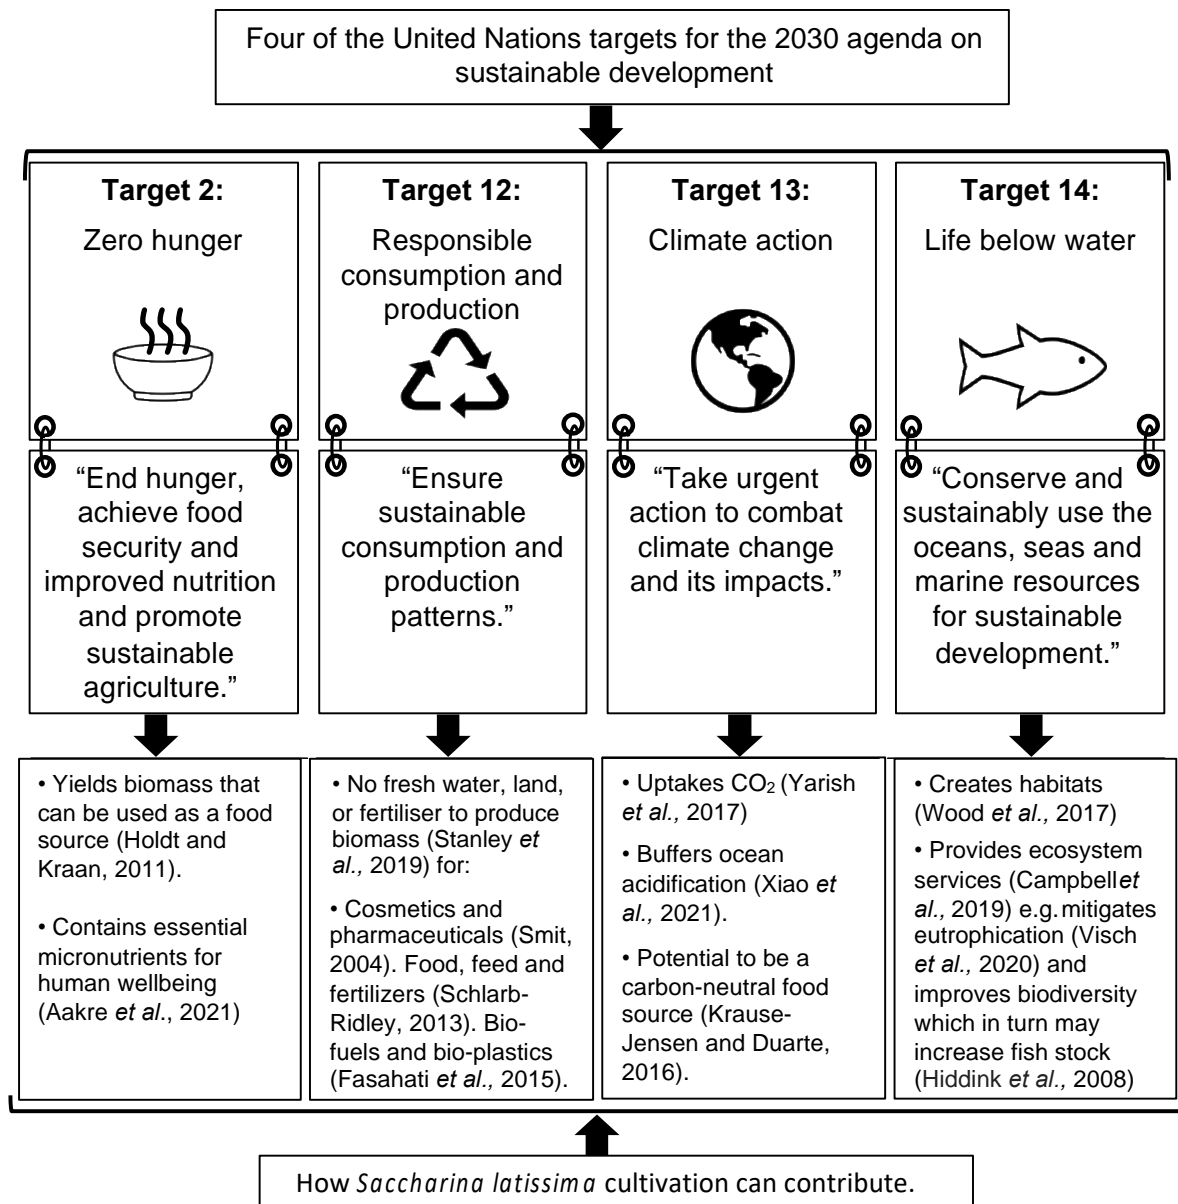 Four of the United Nations targets for the 2030 agenda on
sustainable development
Target 2:
Zero hunger
Target 12:
Responsible
consumption and
production
Target 13:
Climate action
Target 14:
Life below water
“End hunger,
achieve food
security and
improved nutrition
and promote
sustainable
agriculture.”
“Ensure
sustainable
consumption and
production
patterns.”
“Take urgent
action to combat
climate change
and its impacts.”
“Conserve and
sustainably use the
oceans, seas and
marine resources
for sustainable
development.”
• Yields biomass that
can be used as a food
source (Holdt and
Kraan, 2011).
• Contains essential
micronutrients for
human wellbeing
(Aakre et al., 2021)
• No fresh water, land,
or fertiliser to produce
biomass (Stanley et
al., 2019) for:
• Cosmetics and
pharmaceuticals (Smit,
2004). Food, feed and
fertilizers (Schlarb-
Ridley, 2013). Bio-
fuels and bio-plastics
(Fasahati et al., 2015).
• Uptakes CO₂ (Yarish
et al., 2017)
• Buffers ocean
acidification (Xiao et
al., 2021).
• Potential to be a
carbon-neutral food
source (Krause-
Jensen and Duarte,
2016).
• Creates habitats
(Wood et al., 2017)
• Provides ecosystem
services (Campbell et
al., 2019) e.g. mitigates
eutrophication (Visch
et al., 2020) and
improves biodiversity
which in turn may
increase fish stock
(Hiddink et al., 2008)
How Saccharina latissima cultivation can contribute.